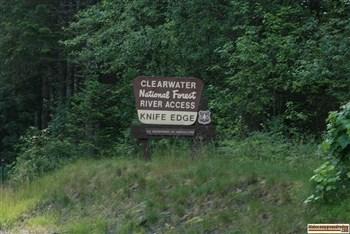 CLEARWATER
National Forest
RIVER ACCESS
KNIFE EDGE